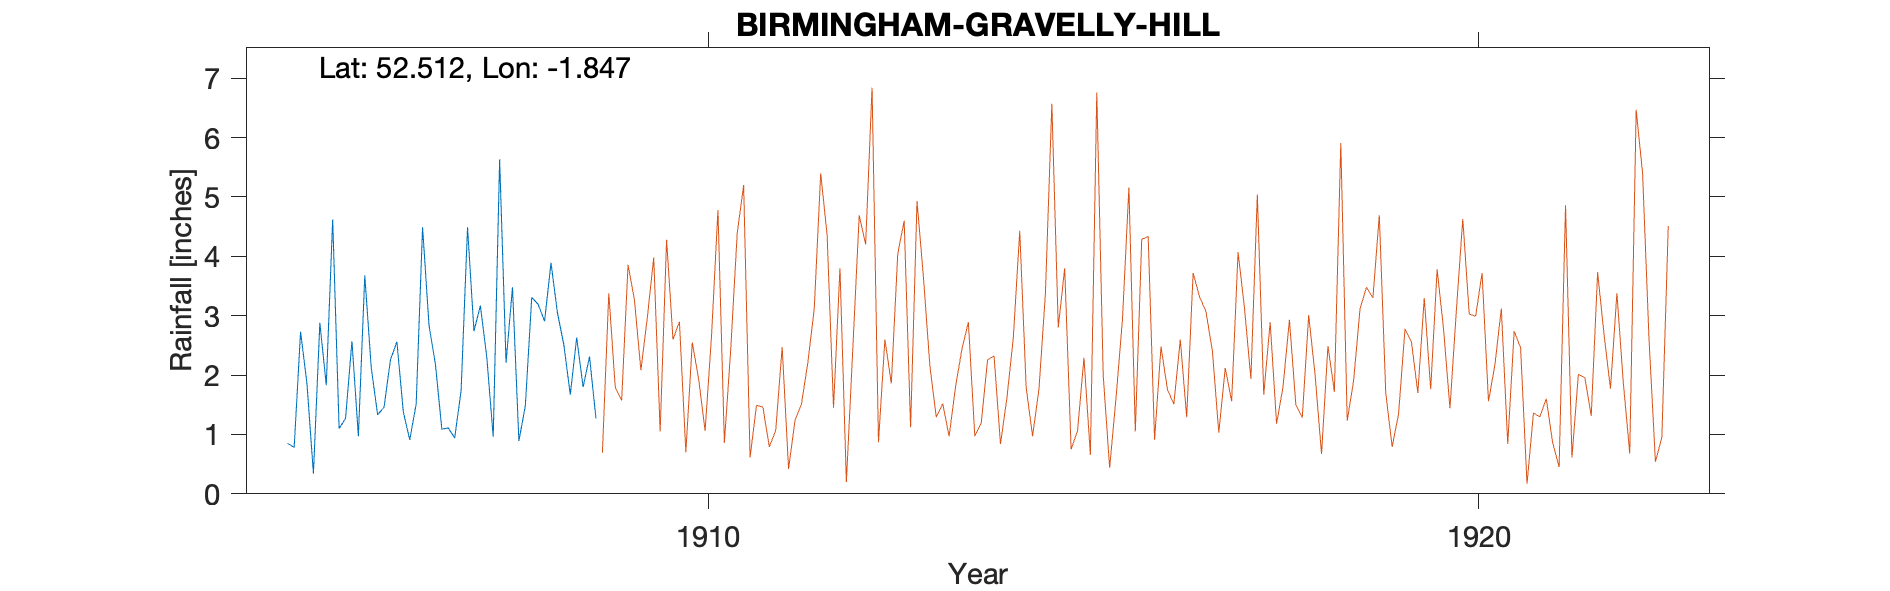 BIRMINGHAM-GRAVELLY-HILL
Lat: 52.512, Lon: -1.847
7
6
5
4
3
2
1
0
Rainfall [inches]
1910 1920
Year